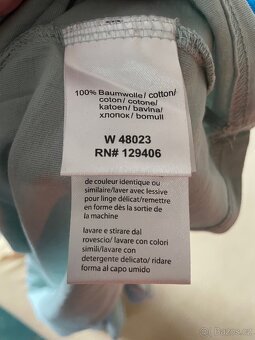 100% Baumwolle/ cotton/
coton/ cotone/
katoen/ bavlna/
хлопок/ bomull
W 48023
RN# 129406
de couleur identique ou
similaire/laver avec lessive
pour linge délicat/remettre
en forme dès la sortie de
la machine
lavare e stirare dal
rovescio/ lavare con colori
simili/ lavare con
detergente delicato/ ridare
forma al capo umido